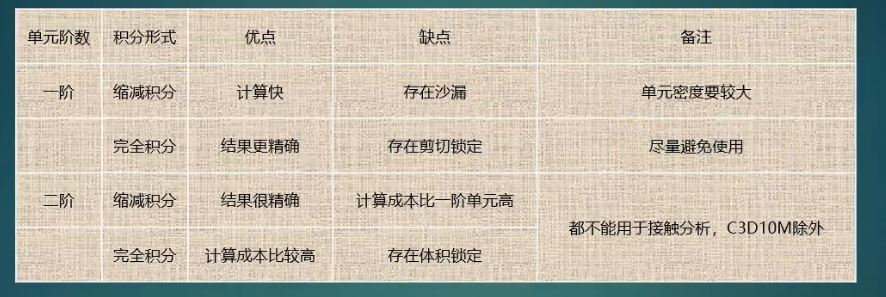 单元阶数 积分形式 优点 缺点 备注
一阶 缩减积分 计算快 存在沙漏 单元密度要较大
完全积分 结果更精确 存在剪切锁定 尽量避免使用
二阶 缩减积分 结果很精确 计算成本比一阶单元高
都不能用于接触分析，C3D10M除外
完全积分 计算成本比较高 存在体积锁定